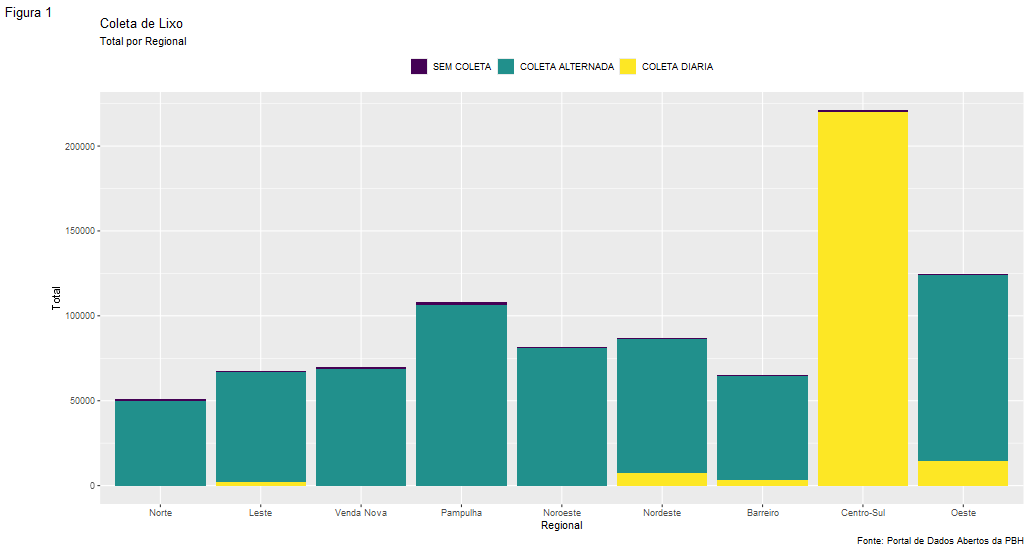 Figura 1
Coleta de Lixo
Total por Regional
SEM COLETA COLETA ALTERNADA COLETA DIARIA
200000
150000
100000
50000
0
Total
Norte Leste Venda Nova Pampulha Noroeste Nordeste Barreiro Centro-Sul Oeste
Regional
Fonte: Portal de Dados Abertos da PBH